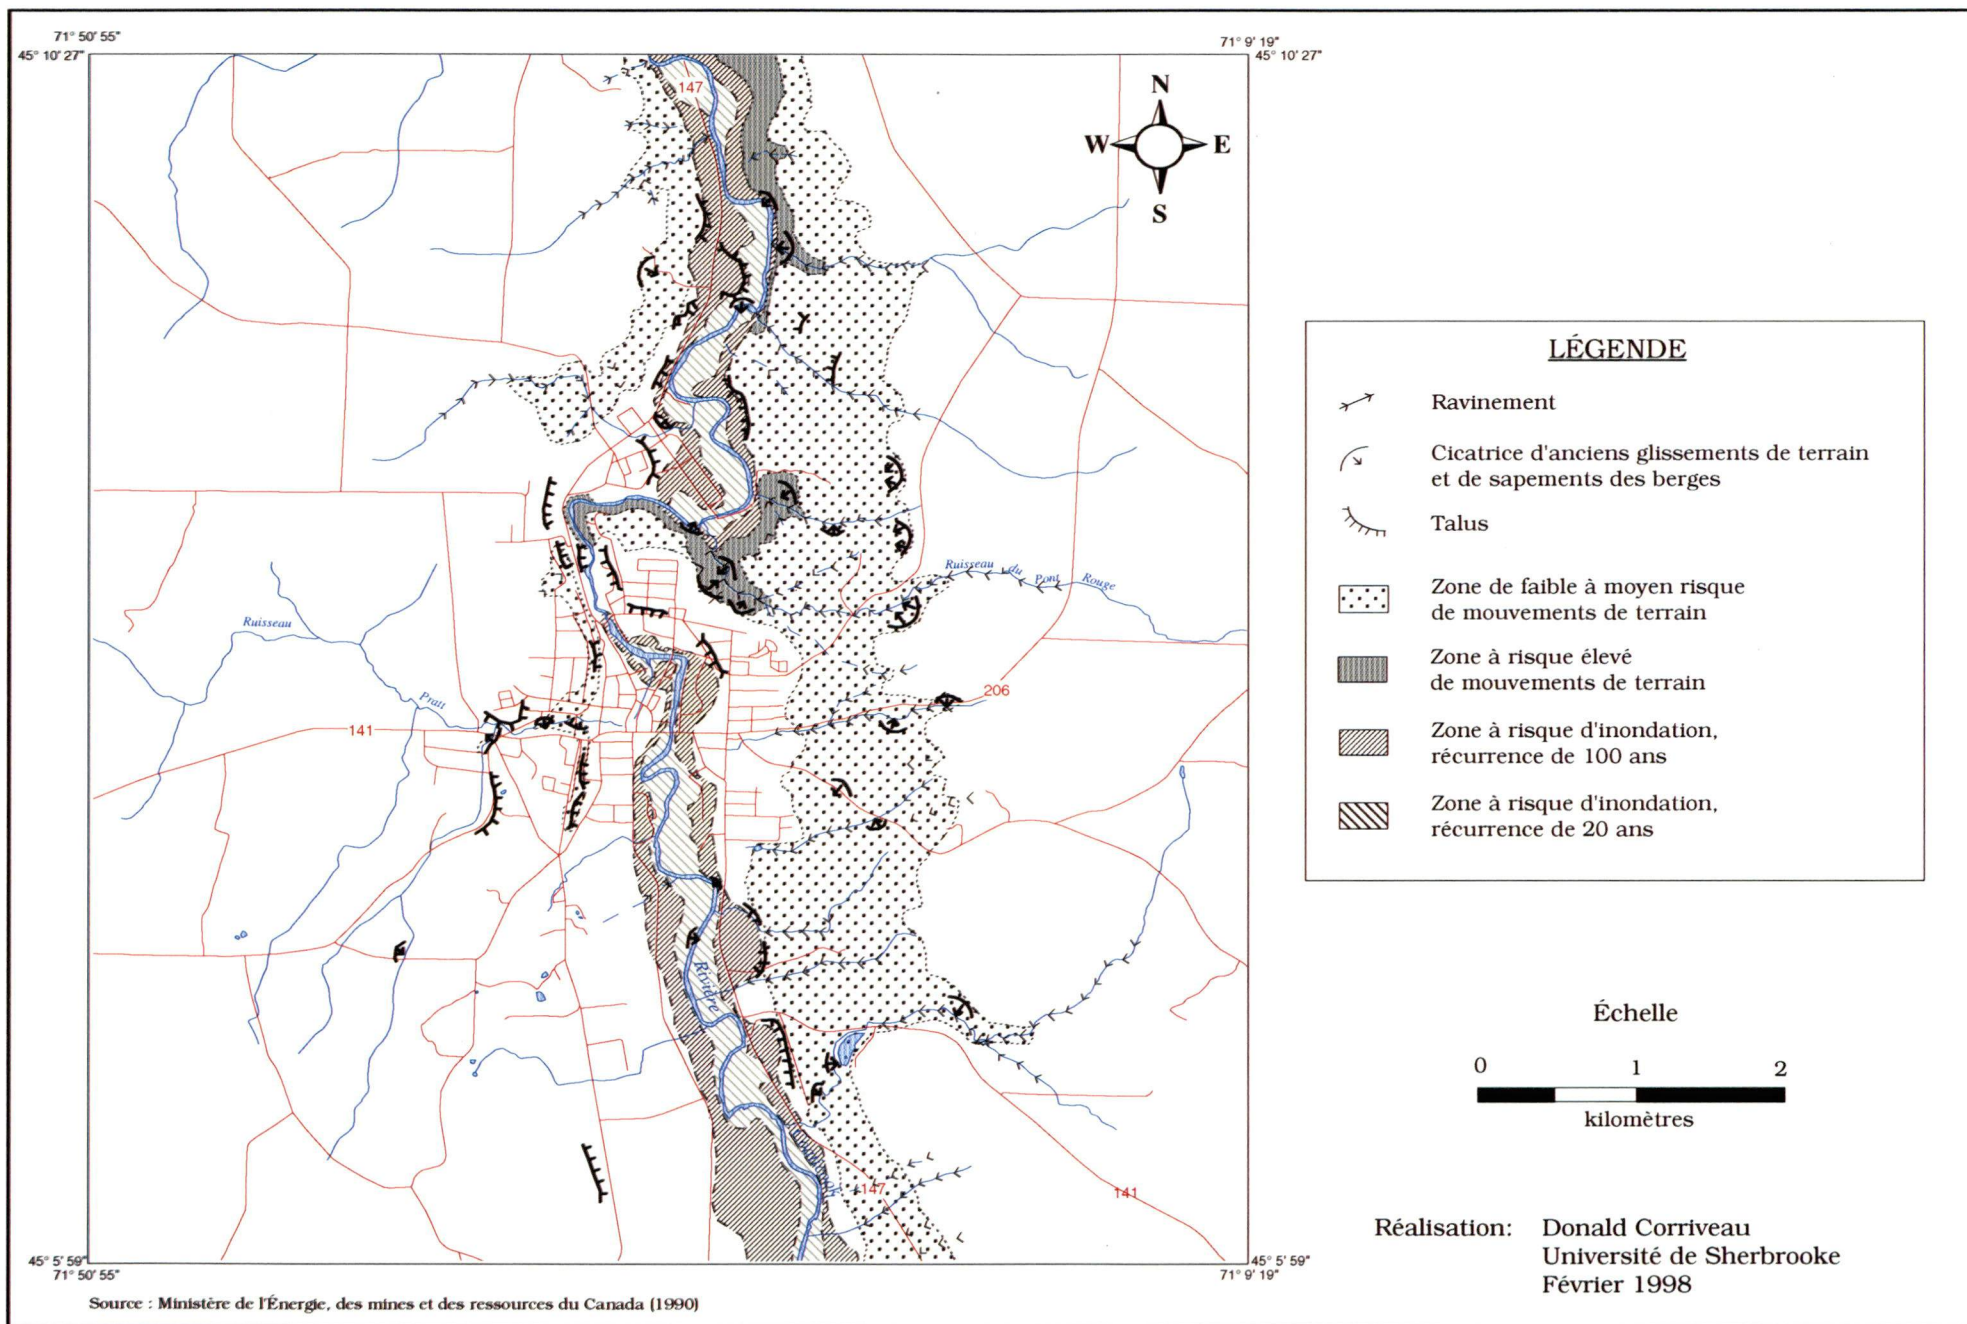 71° 50' 55"
45° 10' 27"
71° 9' 19"
45° 10' 27"
N
W
E
S
147
Ruisseau du Pont Rouge
Ruisseau
Pratt
206
141
Rivière
147
141
45° 5' 59"
71° 50' 55"
45° 5' 59"
71° 9' 19"
Source : Ministère de l'Énergie, des mines et des ressources du Canada (1990)
LÉGENDE
Ravinement
Cicatrice d'anciens glissements de terrain
et de sapements des berges
Talus
Zone de faible à moyen risque
de mouvements de terrain
Zone à risque élevé
de mouvements de terrain
Zone à risque d'inondation,
récurrence de 100 ans
Zone à risque d'inondation,
récurrence de 20 ans
Échelle
0 1 2
kilomètres
Réalisation: Donald Corriveau
Université de Sherbrooke
Février 1998